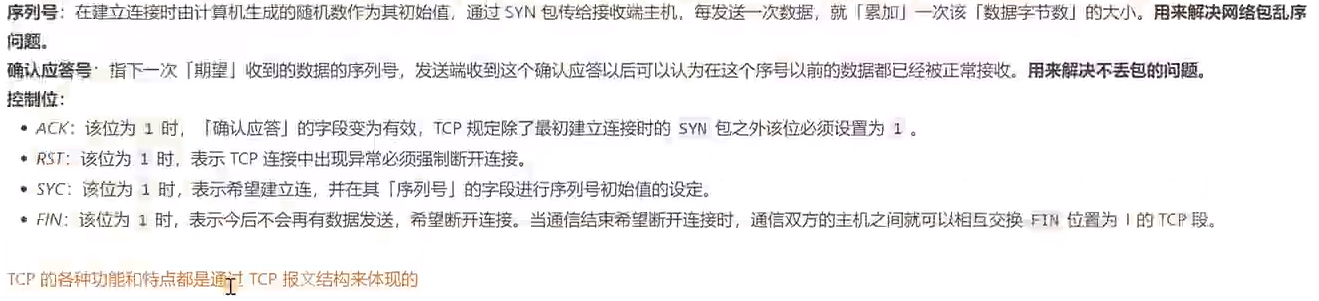 序列号：在建立连接时由计算机生成的随机数作为其初始值，通过 SYN 包传给接收端主机，每发送一次数据，就「累加」一次该「数据字节数」的大小。用来解决网络包乱序
问题。
确认应答号：指下一次「期望」收到的数据的序列号，发送端收到这个确认应答以后可以认为在这个序号以前的数据都已经被正常接收。用来解决不丢包的问题。
控制位：
• ACK：该位为 1 时，「确认应答」的字段变为有效，TCP 规定除了最初建立连接时的 SYN 包之外该位必须设置为 1 。
• RST：该位为 1 时，表示 TCP 连接中出现异常必须强制断开连接。
• SYC：该位为 1 时，表示希望建立连，并在其「序列号」的字段进行序列号初始值的设定。
• FIN：该位为 1 时，表示今后不会再有数据发送，希望断开连接。当通信结束希望断开连接时，通信双方的主机之间就可以相互交换 FIN 位置为 1 的 TCP 段。
TCP 的各种功能和特点都是通过 TCP 报文结构来体现的